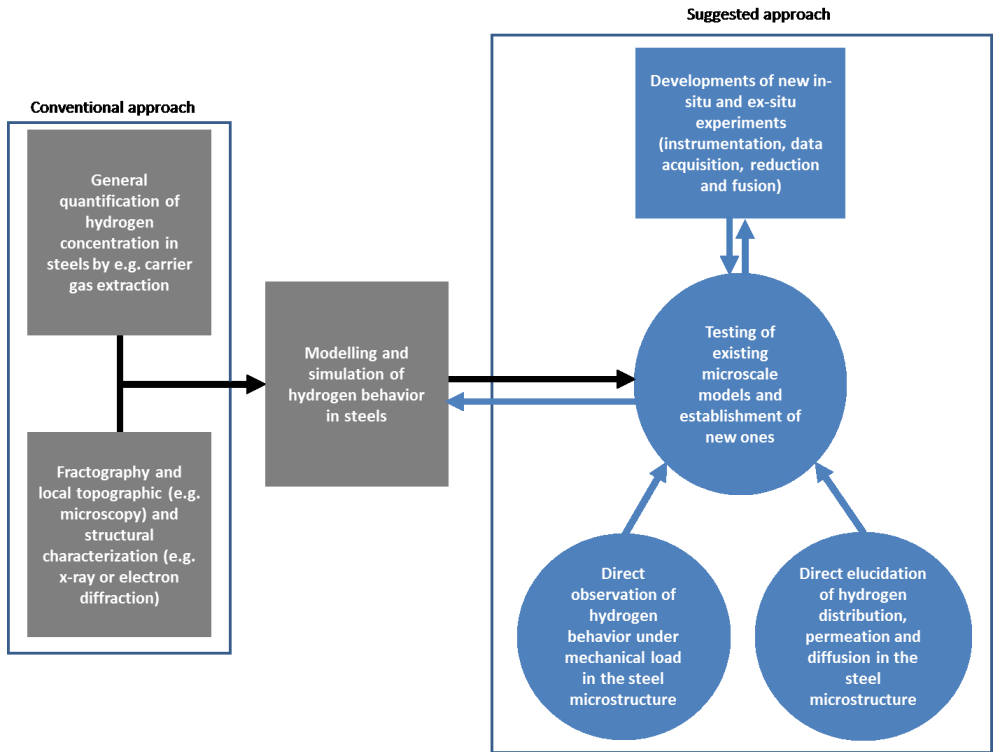 Suggested approach
Conventional approach
General
quantification of
hydrogen
concentration in
steels by e.g. carrier
gas extraction
Fractography and
local topographic (e.g.
microscopy) and
structural
characterization (e.g.
x-ray or electron
diffraction)
Modelling and
simulation of
hydrogen behavior
in steels
Developments of new in-
situ and ex-situ
experiments
(instrumentation, data
acquisition, reduction
and fusion)
Testing of
existing
microscale
models and
establishment of
new ones
Direct
observation of
hydrogen
behavior under
mechanical load
in the steel
microstructure
Direct elucidation
of hydrogen
distribution,
permeation and
diffusion in the
steel
microstructure